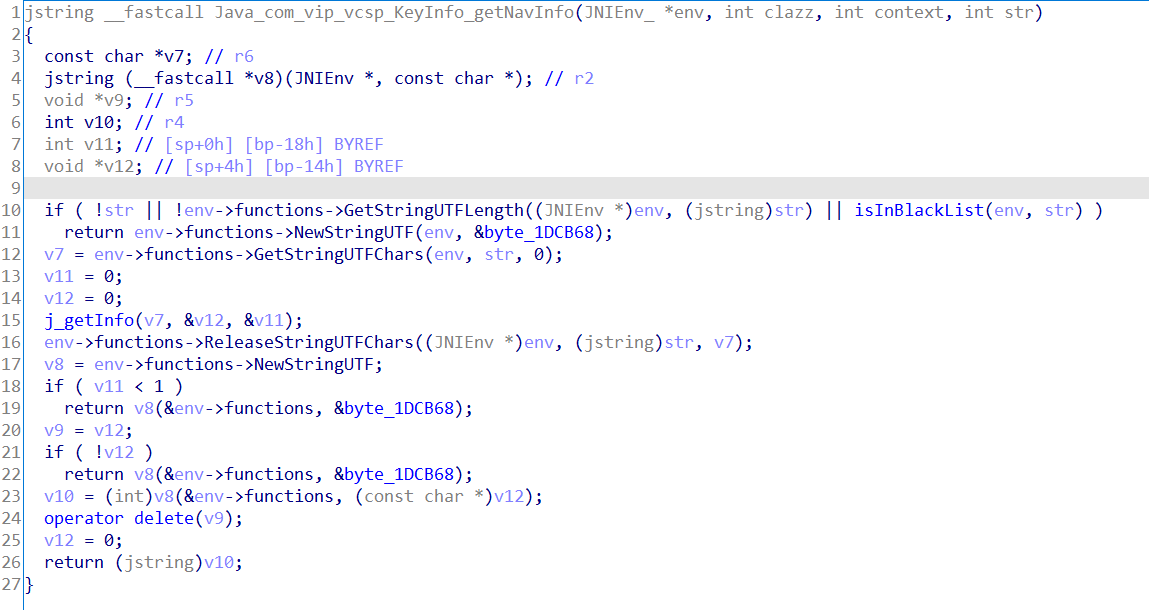 1 jstring __fastcall Java_com_vip_vcsp_KeyInfo_getNavInfo(JNIEnv_ *env, int clazz, int context, int str)
2 {
3   const char *v7; // r6
4   jstring (__fastcall *v8)(JNIEnv *, const char *); // r2
5   void *v9; // r5
6   int v10; // r4
7   int v11; // [sp+0h] [bp-18h] BYREF
8   void *v12; // [sp+4h] [bp-14h] BYREF
9
10   if ( !str || !env->functions->GetStringUTFLength((JNIEnv *)env, (jstring)str) || isInBlackList(env, str) )
11     return env->functions->NewStringUTF(env, &byte_1DCB68);
12   v7 = env->functions->GetStringUTFChars(env, str, 0);
13   v11 = 0;
14   v12 = 0;
15   j_getInfo(v7, &v12, &v11);
16   env->functions->ReleaseStringUTFChars((JNIEnv *)env, (jstring)str, v7);
17   v8 = env->functions->NewStringUTF;
18   if ( v11 < 1 )
19     return v8(&env->functions, &byte_1DCB68);
20   v9 = v12;
21   if ( !v12 )
22     return v8(&env->functions, &byte_1DCB68);
23   v10 = (int)v8(&env->functions, (const char *)v12);
24   operator delete(v9);
25   v12 = 0;
26   return (jstring)v10;
27 }